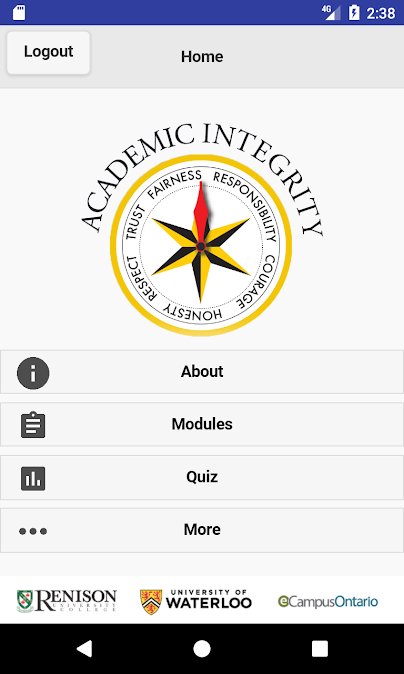 4G 2:38
Logout
Home
ACADEMIC INTEGRITY
FAIRNESS RESPONSIBILITY COURAGE HONESTY RESPECT TRUST
About
Modules
Quiz
More
RENISON
UNIVERSITY
COLLEGE
UNIVERSITY OF
WATERLOO
eCampusOntario